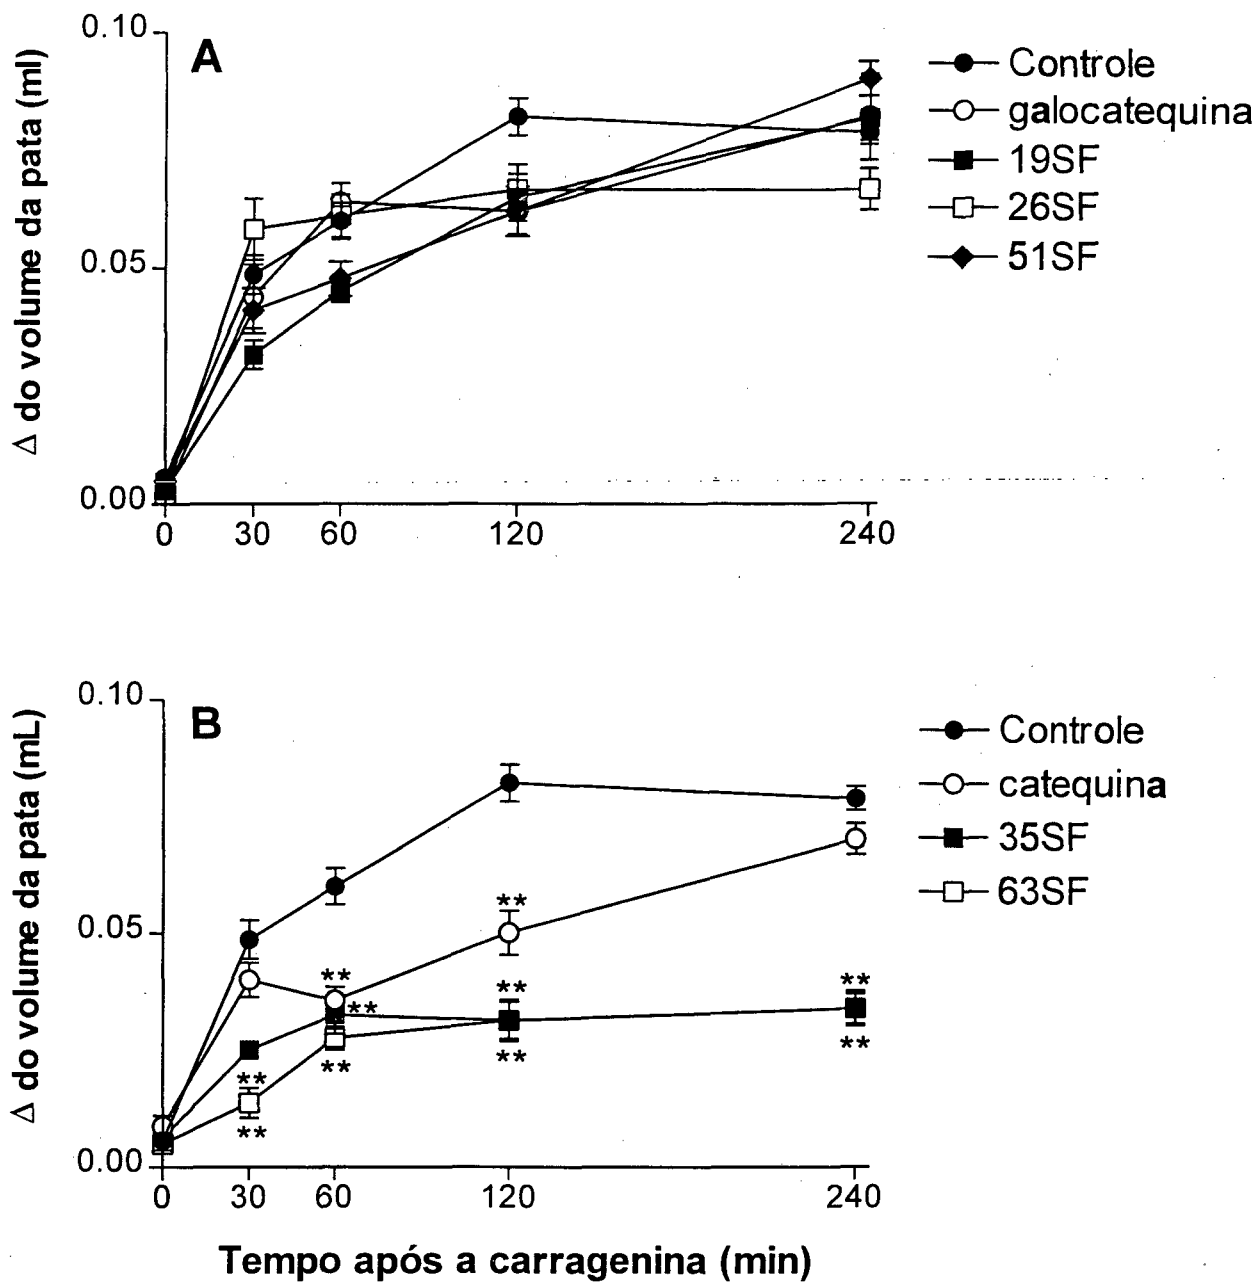 0.10
A
Δ do volume da pata (ml)
0.05
0.00
0 30 60 120 240
Controle
galocatequina
19SF
26SF
51SF
0.10
B
Δ do volume da pata (mL)
0.05
0.00
** ** ** ** ** ** ** ** ** **
0 30 60 120 240
Controle
catequina
35SF
63SF
Tempo após a carragenina (min)